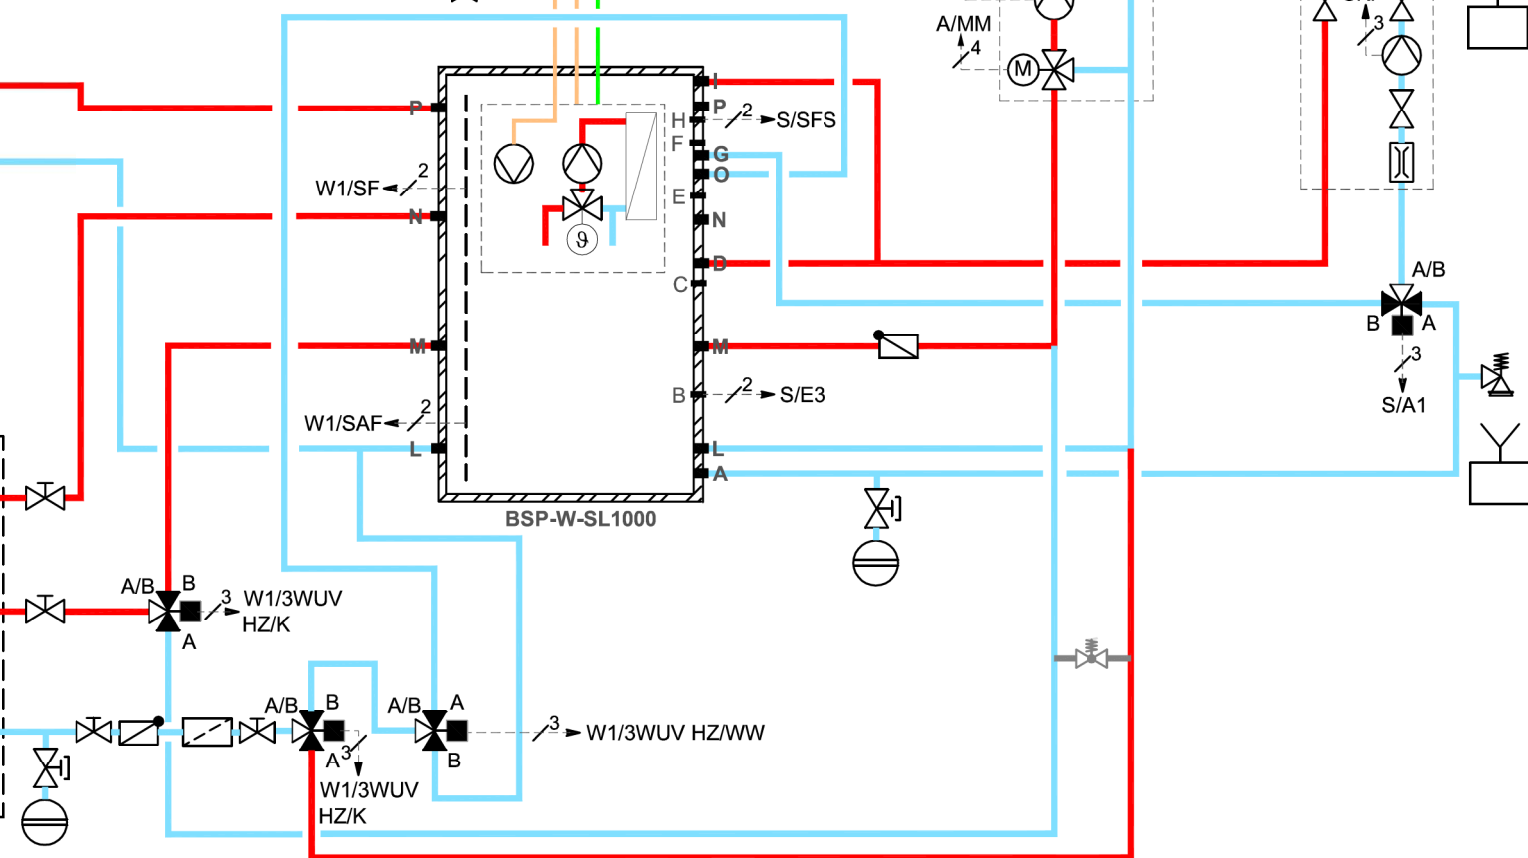 A/MM
4
M
3
P
I
P
H
2
S/SFS
F
G
O
W1/SF
2
E
N
N
ϑ
D
C
A/B
B
A
3
S/A1
M
M
B
2
S/E3
W1/SAF
2
L
L
A
BSP-W-SL1000
A/B
B
3
W1/3WUV
HZ/K
A
A/B
B
A
3
W1/3WUV
HZ/K
A/B
A
B
3
W1/3WUV HZ/WW